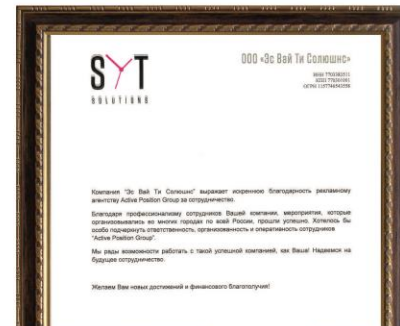 SYT
SOLUTIONS
ООО «Эс Вай Ти Солюшнс»
Компания "Эс Вай Ти Солюшнс" выражает искреннюю благодарность рекламному
агентству Active Position Group за сотрудничество.
Благодаря профессионализму сотрудников Вашей компании, мероприятия, которые
организовывались во многих городах по всей России, прошли успешно. Хотелось бы
особо подчеркнуть ответственность, организованность и оперативность сотрудников
"Active Position Group".
Мы рады возможности работать с такой успешной компанией, как Ваша! Надеемся на
будущее сотрудничество.
Желаем Вам новых достижений и финансового благополучия!